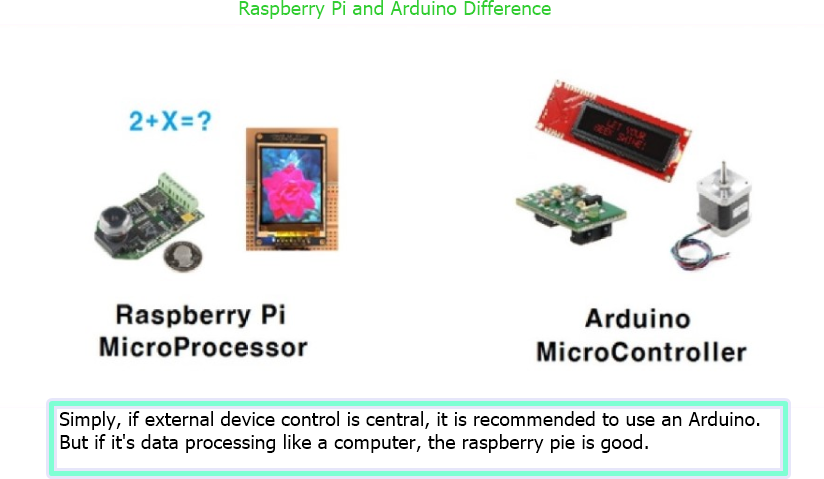 Raspberry Pi and Arduino Difference
2+X=?
LET YOUR
GEEK SHINE!
Raspberry Pi
MicroProcessor
Arduino
MicroController
Simply, if external device control is central, it is recommended to use an Arduino.
But if it's data processing like a computer, the raspberry pie is good.